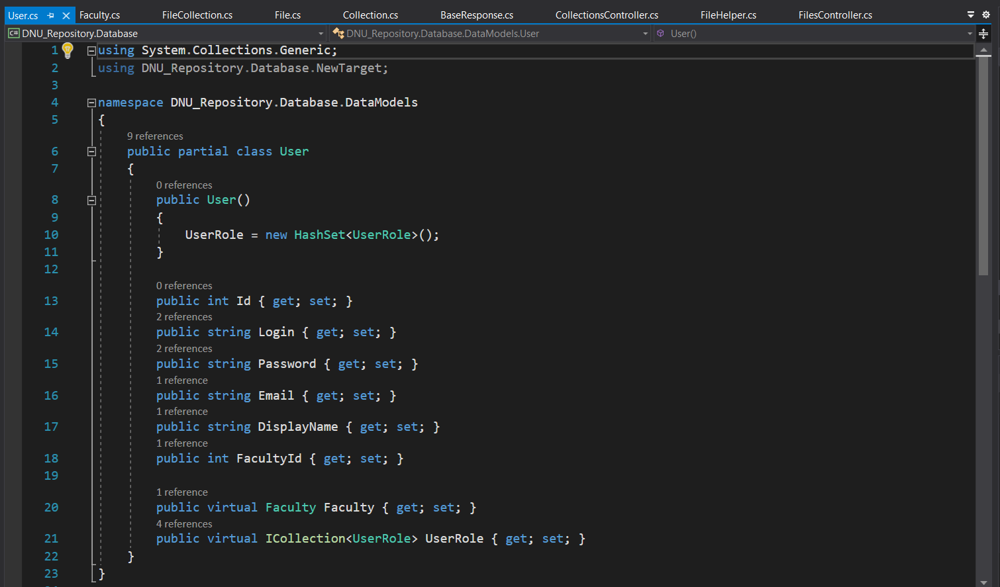 User.cs Faculty.cs FileCollection.cs File.cs Collection.cs BaseResponse.cs CollectionsController.cs FileHelper.cs FilesController.cs
C# DNU_Repository.Database DNU_Repository.Database.DataModels.User User()
1 using System.Collections.Generic;
2 using DNU_Repository.Database.NewTarget;
3
4 namespace DNU_Repository.Database.DataModels
5 {
9 references
6 public partial class User
7 {
0 references
8 public User()
9 {
10 UserRole = new HashSet<UserRole>();
11 }
12
0 references
13 public int Id { get; set; }
2 references
14 public string Login { get; set; }
2 references
15 public string Password { get; set; }
1 reference
16 public string Email { get; set; }
1 reference
17 public string DisplayName { get; set; }
1 reference
18 public int FacultyId { get; set; }
19
1 reference
20 public virtual Faculty Faculty { get; set; }
4 references
21 public virtual ICollection<UserRole> UserRole { get; set; }
22 }
23 }